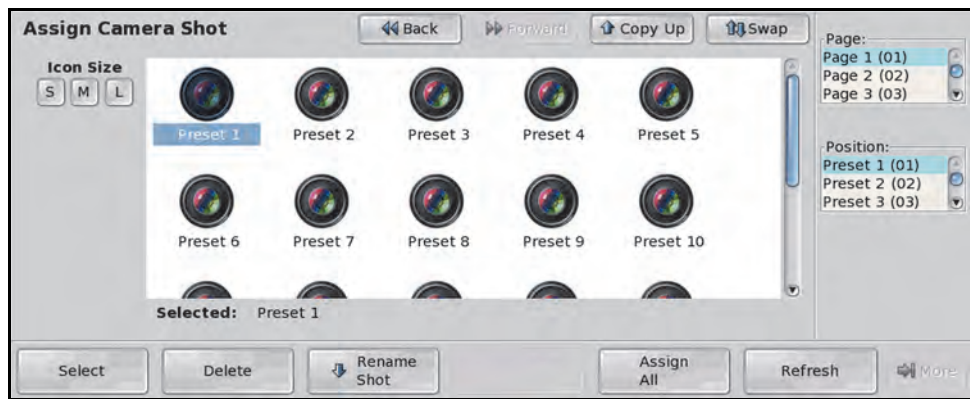 Assign Camera Shot
Back
Forward
Copy Up
Swap
Icon Size
S M L
Preset 1
Preset 2
Preset 3
Preset 4
Preset 5
Preset 6
Preset 7
Preset 8
Preset 9
Preset 10
Selected: Preset 1
Page:
Page 1 (01)
Page 2 (02)
Page 3 (03)
Position:
Preset 1 (01)
Preset 2 (02)
Preset 3 (03)
Select
Delete
Rename
Shot
Assign
All
Refresh
More